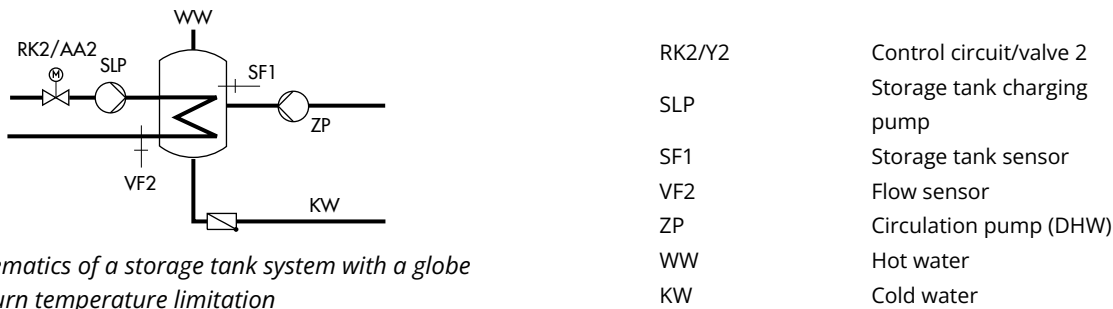 WW
RK2/AA2
SLP
M
SF1
ZP
VF2
KW
ematics of a storage tank system with a globe
urn temperature limitation
RK2/Y2 Control circuit/valve 2
SLP Storage tank charging
pump
SF1 Storage tank sensor
VF2 Flow sensor
ZP Circulation pump (DHW)
WW Hot water
KW Cold water